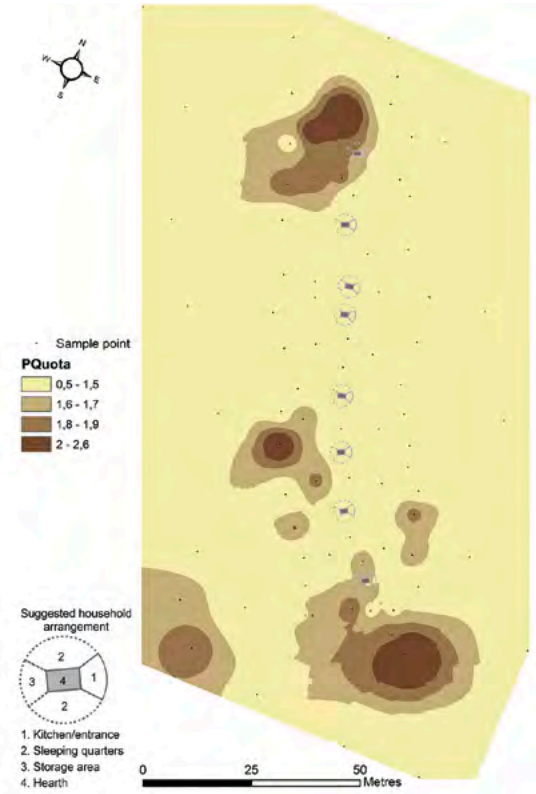 N
W
E
S
Sample point
PQuota
0,5 - 1,5
1,6 - 1,7
1,8 - 1,9
2 - 2,6
Suggested household
arrangement
2
3
4
1
2
1. Kitchen/entrance
2. Sleeping quarters
3. Storage area
4. Hearth
0
25
50
Metres